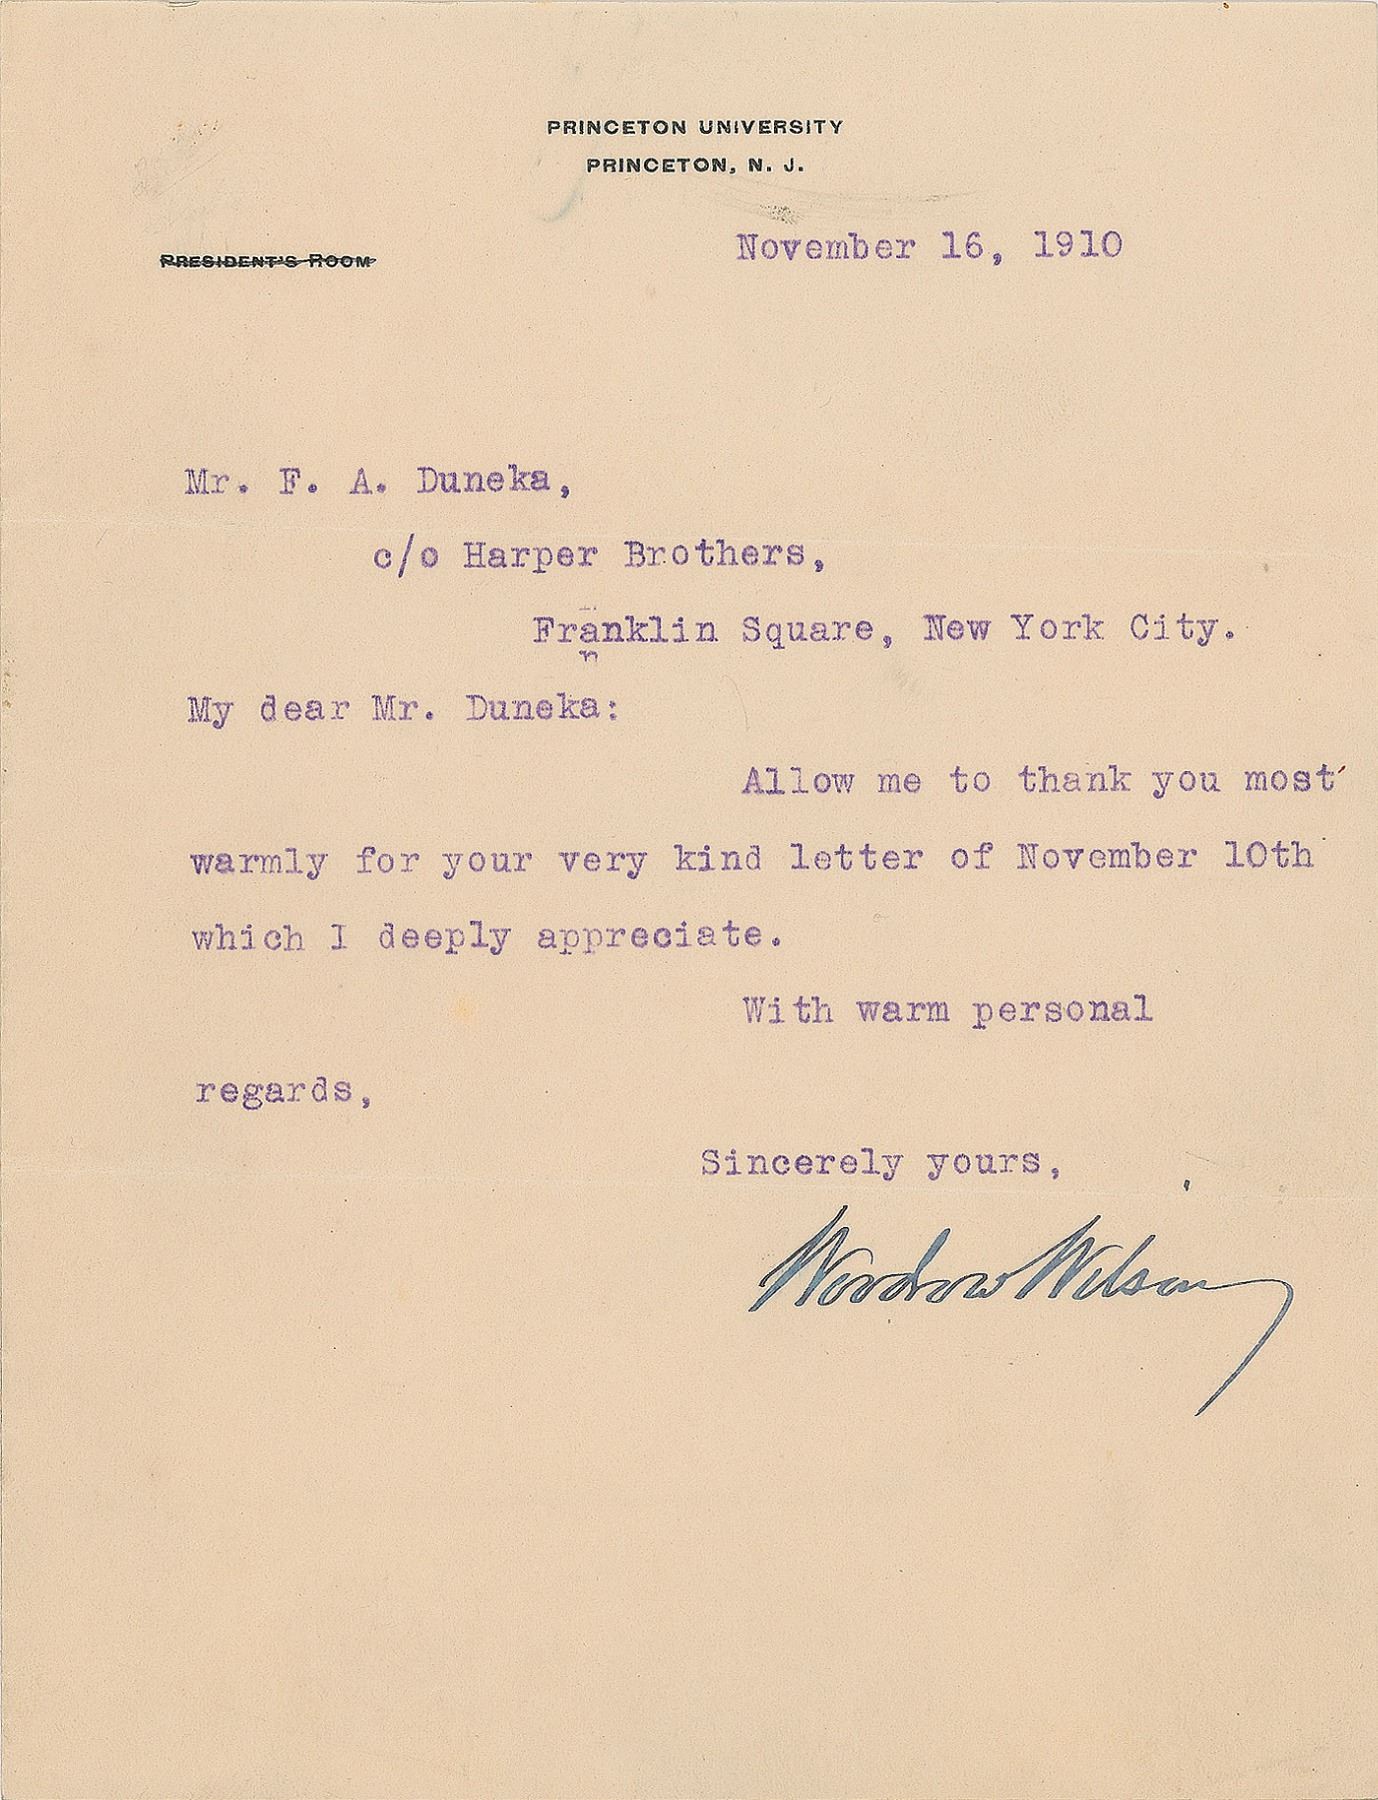 PRINCETON UNIVERSITY
PRINCETON, N. J.
PRESIDENT'S ROOM
November 16, 1910
Mr. F. A. Duneka,
c/o Harper Brothers,
Franklin Square, New York City.
My dear Mr. Duneka:
Allow me to thank you most
warmly for your very kind letter of November 10th
which I deeply appreciate.
With warm personal
regards,
Sincerely yours,
Woodrow Wilson